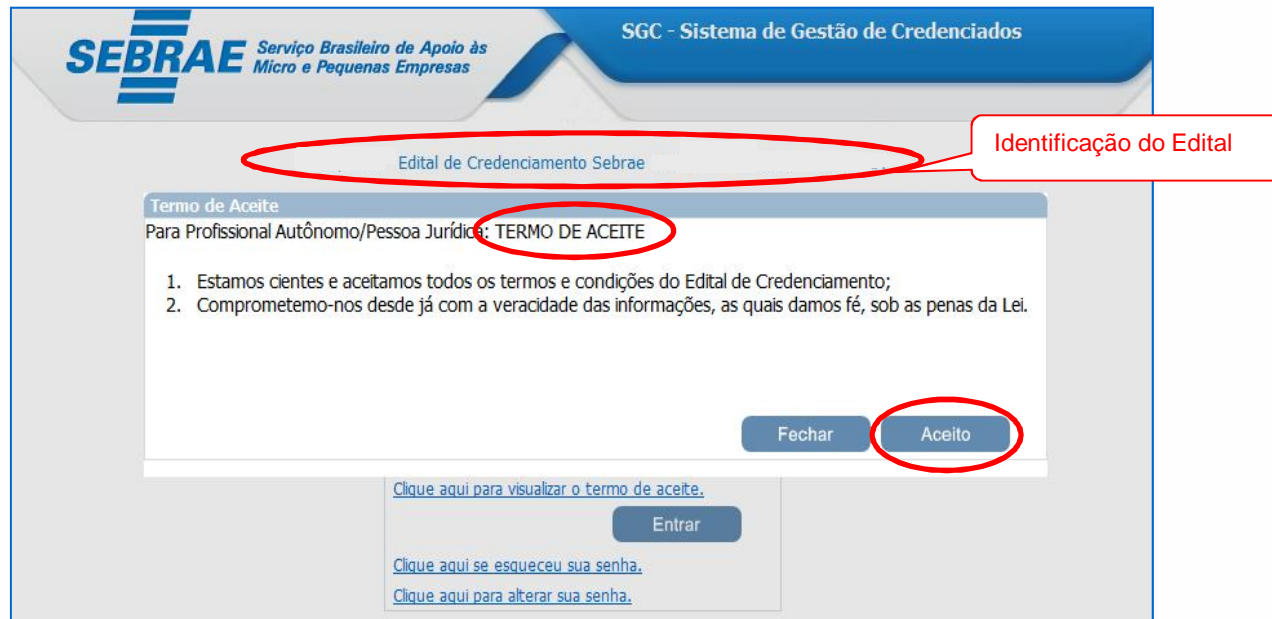 SGC - Sistema de Gestão de Credenciados
SEBRAE
Serviço Brasileiro de Apoio às
Micro e Pequenas Empresas
Identificação do Edital
Edital de Credenciamento Sebrae
Termo de Aceite
Para Profissional Autônomo/Pessoa Jurídica: TERMO DE ACEITE
1. Estamos cientes e aceitamos todos os termos e condições do Edital de Credenciamento;
2. Comprometemo-nos desde já com a veracidade das informações, as quais damos fé, sob as penas da Lei.
Fechar Aceito
Clique aqui para visualizar o termo de aceite.
Entrar
Clique aqui se esqueceu sua senha.
Clique aqui para alterar sua senha.